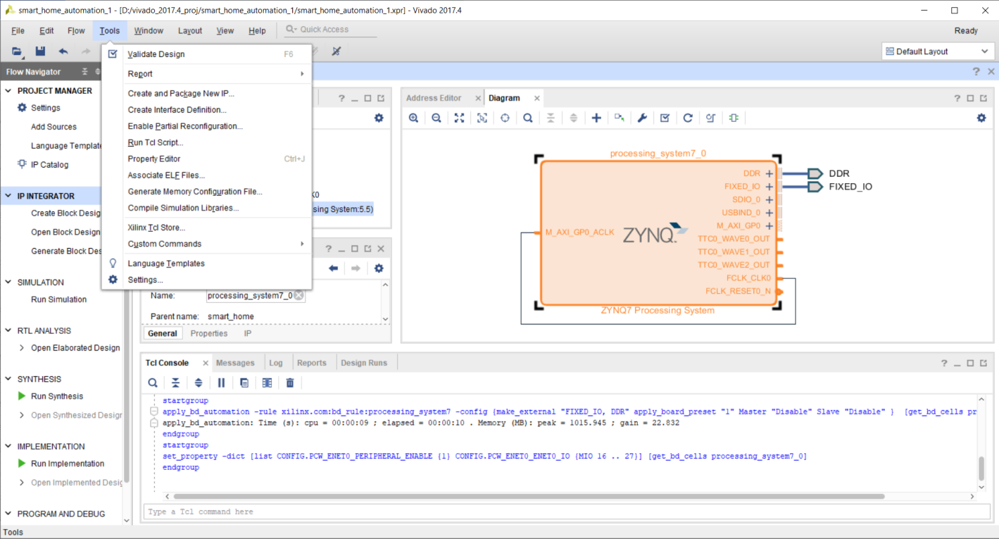 smart_home_automation_1 - [D:/vivado_2017.4_proj/smart_home_automation_1/smart_home_automation_1.xpr] - Vivado 2017.4
File Edit Flow Tools Window Layout View Help Quick Access Ready
Default Layout
Flow Navigator
PROJECT MANAGER
Settings
Add Sources
Language Template
IP Catalog
IP INTEGRATOR
Create Block Desig
Open Block Design
Generate Block Des
SIMULATION
Run Simulation
RTL ANALYSIS
Open Elaborated Design
SYNTHESIS
Run Synthesis
Open Synthesized Design
IMPLEMENTATION
Run Implementation
Open Implemented Desig
PROGRAM AND DEBUG
Tools
Validate Design F6
Report
Create and Package New IP...
Create Interface Definition...
Enable Partial Reconfiguration...
Run Tcl Script...
Property Editor Ctrl+J
Associate ELF Files...
Generate Memory Configuration File...
Compile Simulation Libraries...
Xilinx Tcl Store...
Custom Commands
Language Templates
Settings...
sing System:5.5)
Name: processing_system7_0
Parent name: smart_home
General Properties IP
Address Editor Diagram
processing_system7_0
DDR
FIXED_IO
SDIO_0
USBIND_0
M_AXI_GP0
TTC0_WAVE0_OUT
TTC0_WAVE1_OUT
TTC0_WAVE2_OUT
FCLK_CLK0
FCLK_RESET0_N
M_AXI_GP0_ACLK
ZYNQ
ZYNQ7 Processing System
DDR
FIXED_IO
Tcl Console Messages Log Reports Design Runs
startgroup
apply_bd_automation -rule xilinx.com:bd_rule:processing_system7 -config {make_external "FIXED_IO, DDR" apply_board_preset "1" Master "Disable" Slave "Disable" } [get_bd_cells pr
apply_bd_automation: Time (s): cpu = 00:00:09 ; elapsed = 00:00:10 . Memory (MB): peak = 1015.945 ; gain = 22.832
endgroup
startgroup
set_property -dict [list CONFIG.PCW_ENET0_PERIPHERAL_ENABLE {1} CONFIG.PCW_ENET0_ENET0_IO {MIO 16 .. 27}] [get_bd_cells processing_system7_0]
endgroup
Type a Tcl command here